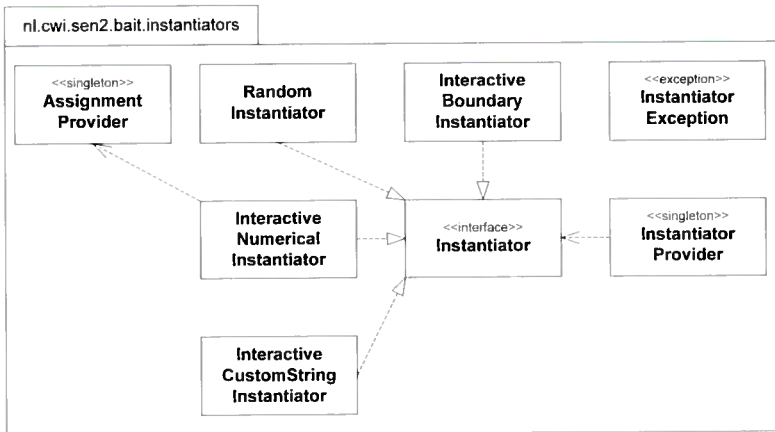 nl.cwi.sen2.bait.instantiators
<<singleton>>
Assignment
Provider
Random
Instantiator
Interactive
Boundary
Instantiator
<<exception>>
Instantiator
Exception
Interactive
Numerical
Instantiator
<<interface>>
Instantiator
<<singleton>>
Instantiator
Provider
Interactive
CustomString
Instantiator